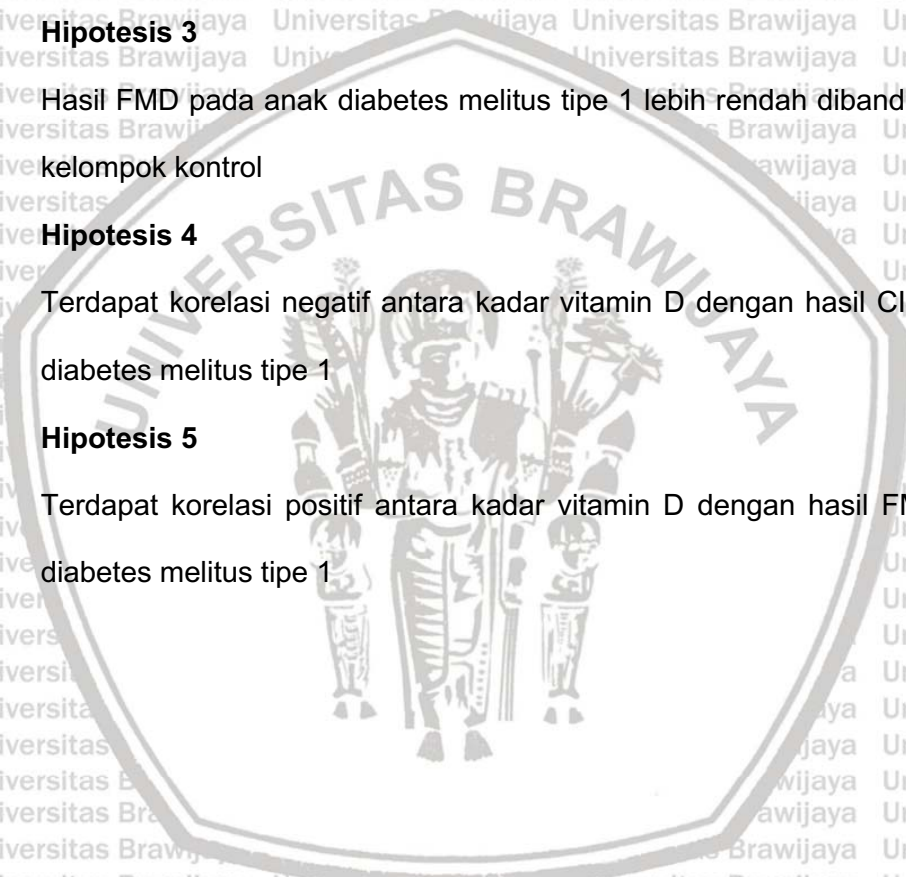 Hipotesis 3
Hasil FMD pada anak diabetes melitus tipe 1 lebih rendah
kelompok kontrol
UNIVERSITAS BRAWIJAYA
Hipotesis 4
Terdapat korelasi negatif antara kadar vitamin D dengan hasil
diabetes melitus tipe 1
Hipotesis 5
Terdapat korelasi positif antara kadar vitamin D dengan hasil
diabetes melitus tipe 1